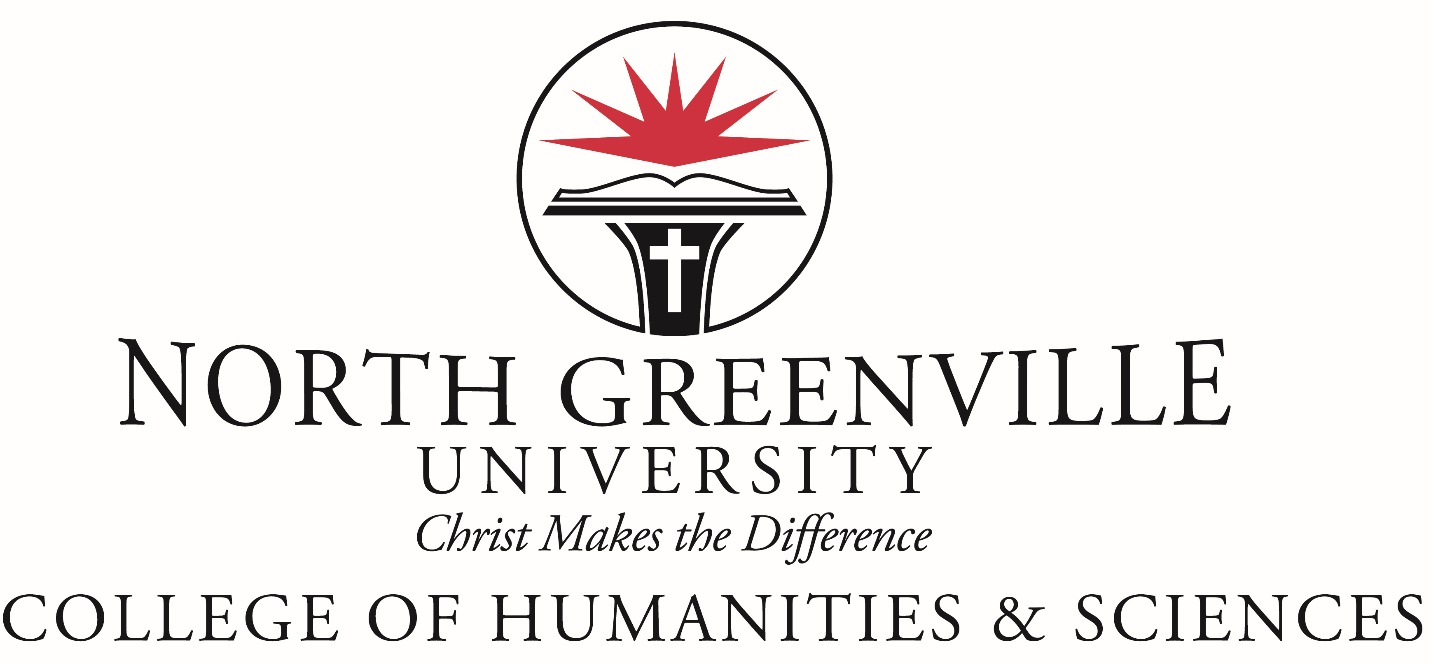 NORTH GREENVILLE
UNIVERSITY
Christ Makes the Difference
COLLEGE OF HUMANITIES & SCIENCES